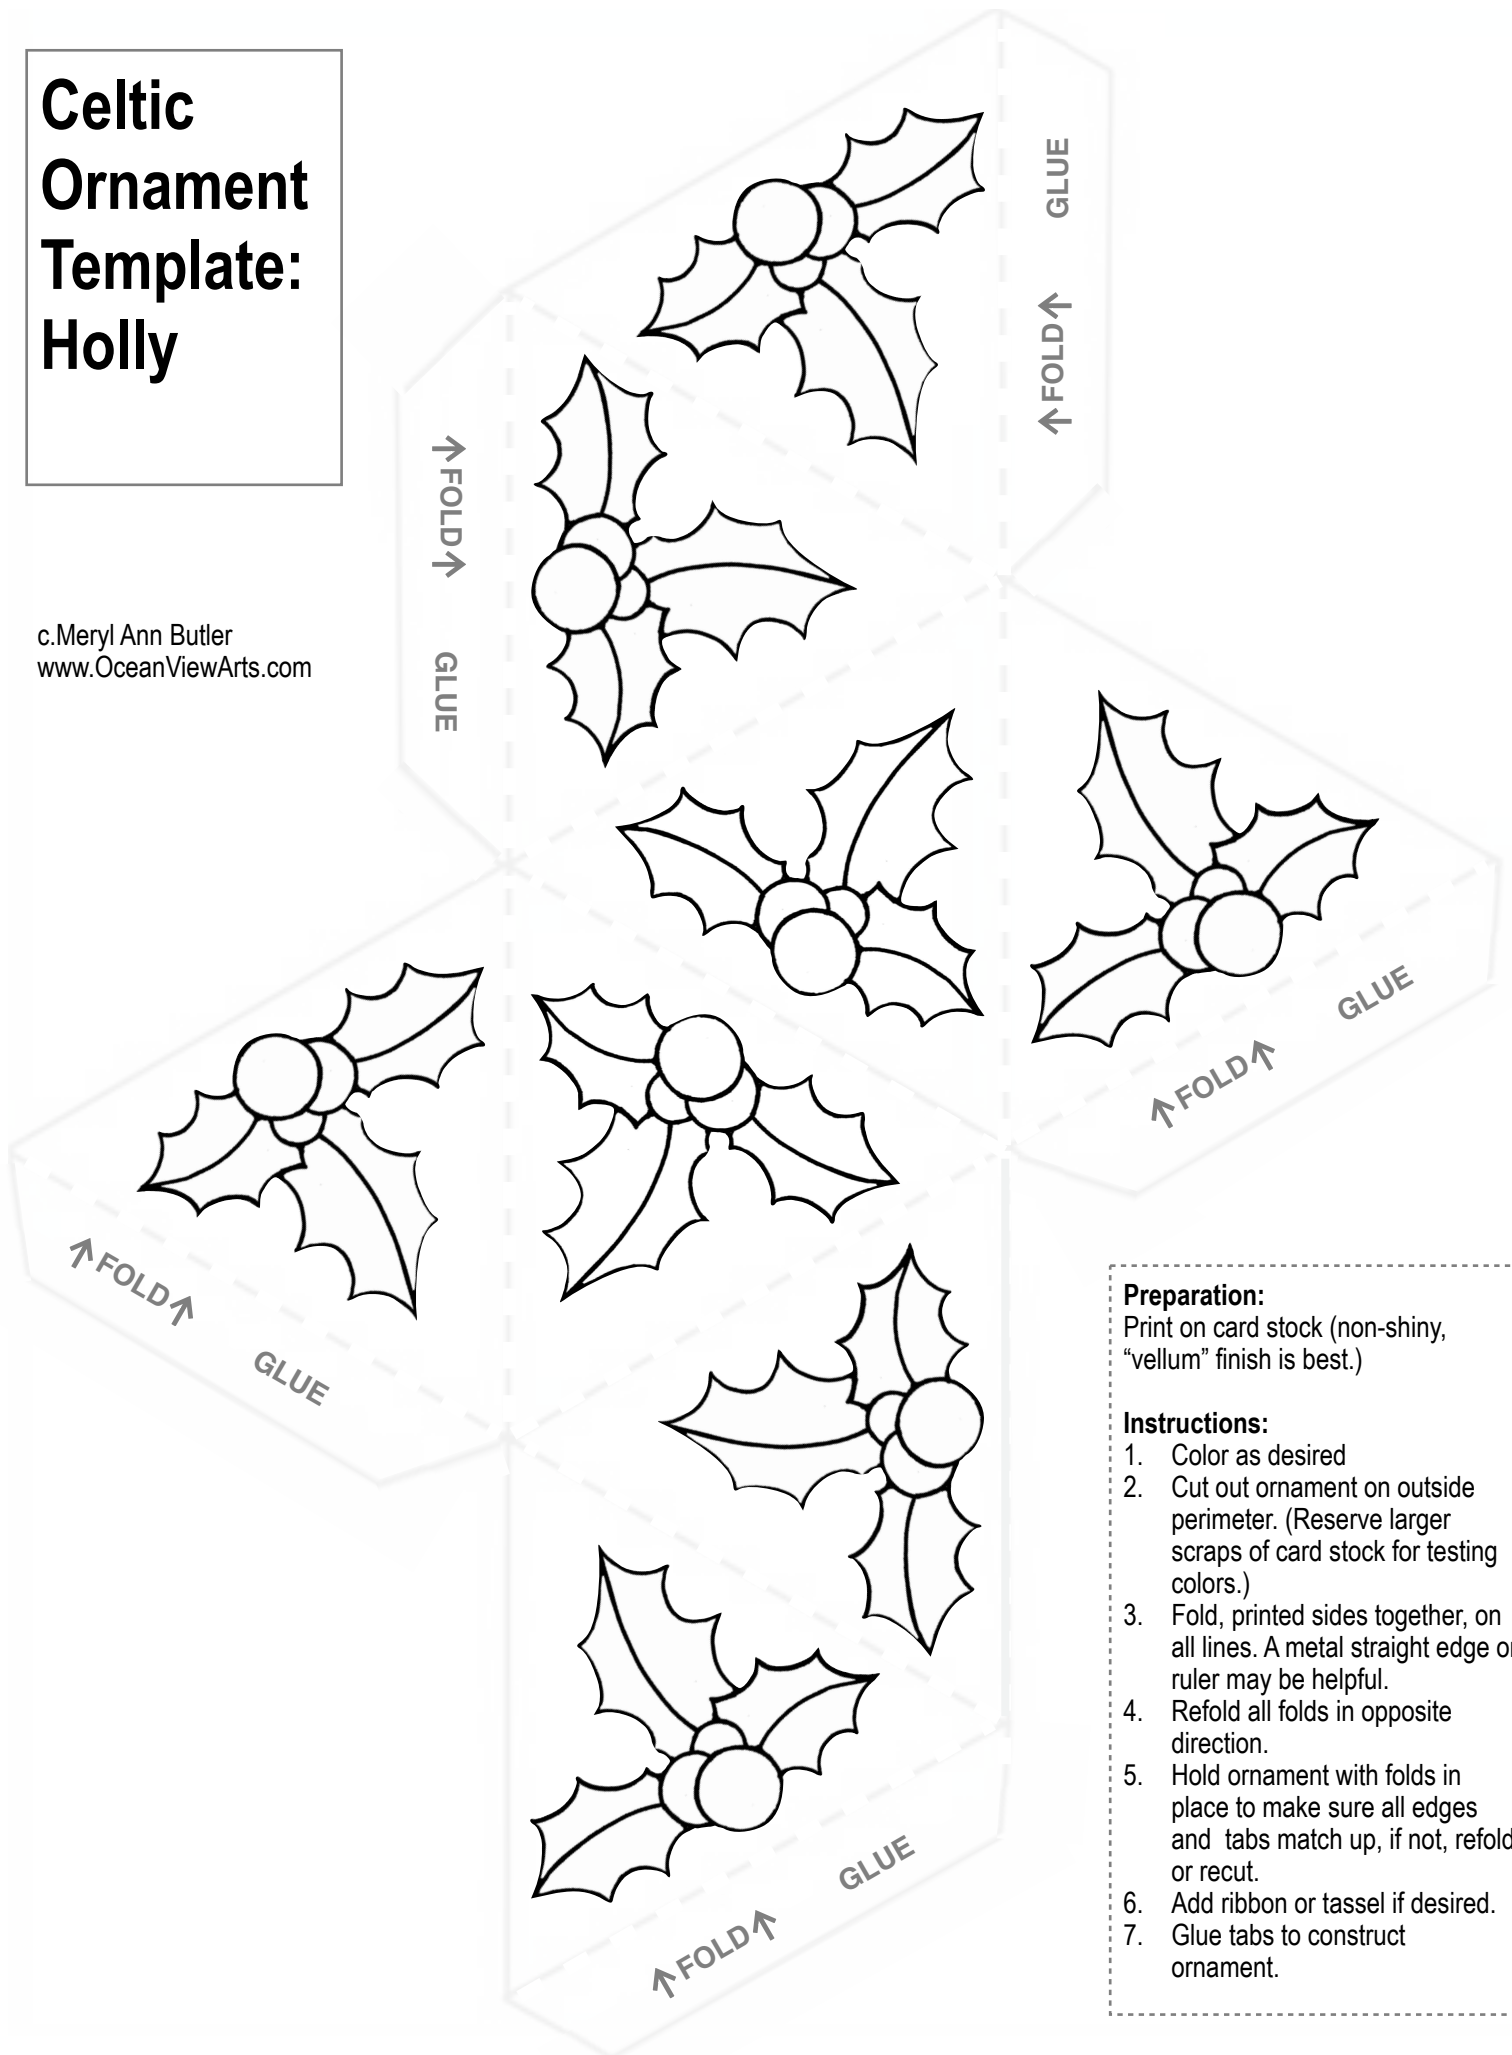 Celtic
Ornament
Template:
Holly
c.Meryl Ann Butler
www.OceanViewArts.com
GLUE
↑FOLD↑
↑FOLD↑
GLUE
GLUE
↑FOLD↑
↑FOLD↑
GLUE
Preparation:
Print on card stock (non-shiny,
“vellum” finish is best.)
Instructions:
1. Color as desired
2. Cut out ornament on outside
perimeter. (Reserve larger
scraps of card stock for testing
colors.)
3. Fold, printed sides together, on
all lines. A metal straight edge or
ruler may be helpful.
4. Refold all folds in opposite
direction.
5. Hold ornament with folds in
place to make sure all edges
and  tabs match up, if not, refold
or recut.
6. Add ribbon or tassel if desired.
7. Glue tabs to construct
ornament.
GLUE
↑FOLD↑